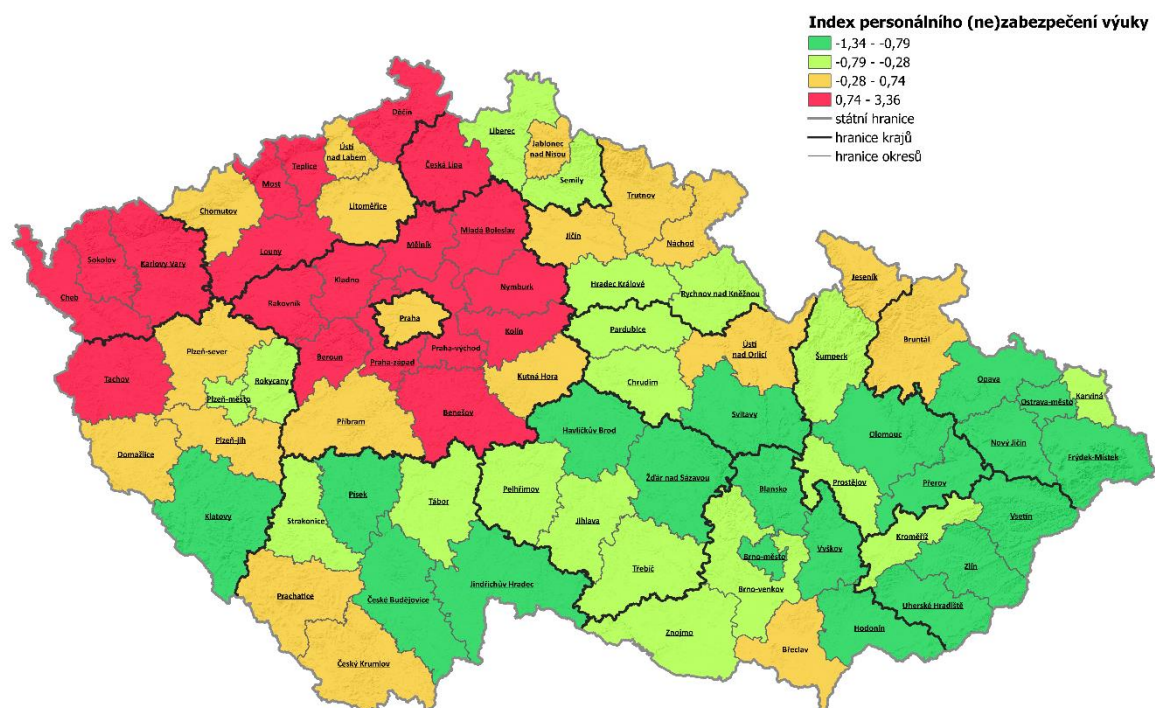 Index personálního (ne)zabezpečení výuky
-1,34 - -0,79
-0,79 - -0,28
-0,28 - 0,74
0,74 - 3,36
státní hranice
hranice krajů
hranice okresů
Děčín
Liberec
Ústí
nad Labem
Jablonec
nad Nisou
Teplice
Česká Lípa
Most
Semily
Trutnov
Chomutov
Litoměřice
Mladá Boleslav
Jičín
Náchod
Mělník
Louny
Sokolov
Karlovy Vary
Kladno
Jeseník
Cheb
Nymburk
Hradec Králové
Rychnov nad Kněžnou
Rakovník
Praha
Kolín
Pardubice
Bruntál
Ústí
nad Orlicí
Plzeň-sever
Praha-východ
Beroun
Praha-západ
Šumperk
Opava
Tachov
Rokycany
Kutná Hora
Chrudim
Karviná
Plzeň-město
Ostrava-město
Benešov
Svitavy
Příbram
Havlíčkův Brod
Olomouc
Nový Jičín
Plzeň-jih
Domažlice
Frýdek-Místek
Žďár nad Sázavou
Přerov
Prostějov
Blansko
Pelhřimov
Klatovy
Písek
Tábor
Vsetín
Strakonice
Jihlava
Kroměříž
Brno-město
Vyškov
Třebíč
Zlín
Jindřichův Hradec
Brno-venkov
Prachatice
České Budějovice
Uherské Hradiště
Hodonín
Znojmo
Břeclav
Český Krumlov